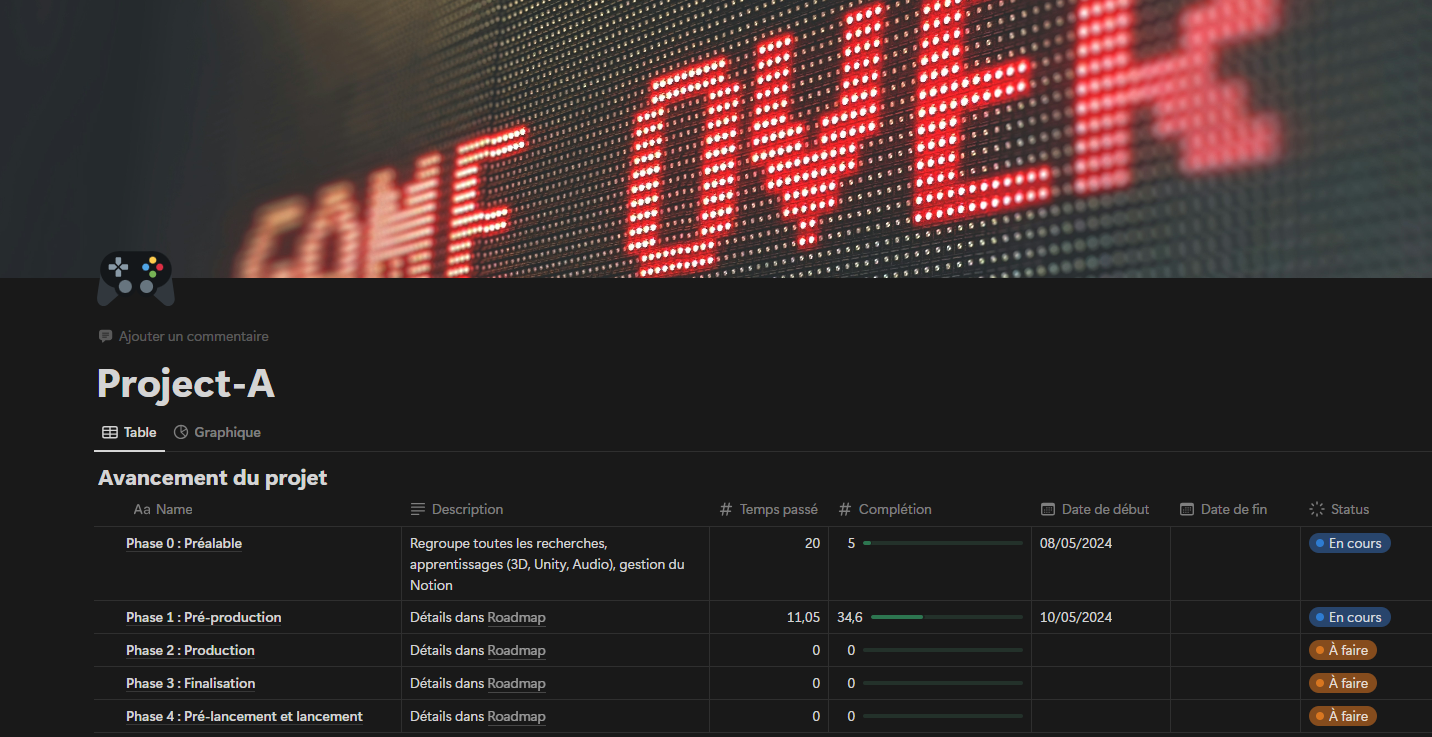 GAME OVER
Ajouter un commentaire
Project-A
Table Graphique
Avancement du projet
Aa Name Description # Temps passé # Complétion Date de début Date de fin Status
Phase 0 : Préalable Regroupe toutes les recherches, 20 5 08/05/2024 En cours
apprentissages (3D, Unity, Audio), gestion du
Notion
Phase 1 : Pré-production Détails dans Roadmap 11,05 34,6 10/05/2024 En cours
Phase 2 : Production Détails dans Roadmap 0 0 À faire
Phase 3 : Finalisation Détails dans Roadmap 0 0 À faire
Phase 4 : Pré-lancement et lancement Détails dans Roadmap 0 0 À faire